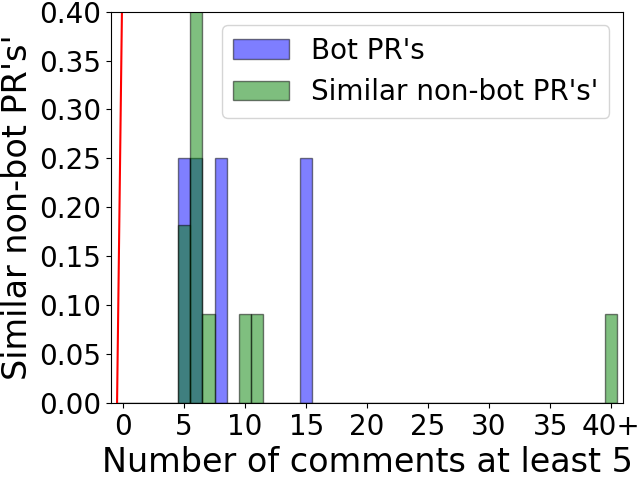 Similar non-bot PR's'
0.40
0.35
0.30
0.25
0.20
0.15
0.10
0.05
0.00
Bot PR's
Similar non-bot PR's'
0 5 10 15 20 25 30 35 40+
Number of comments at least 5